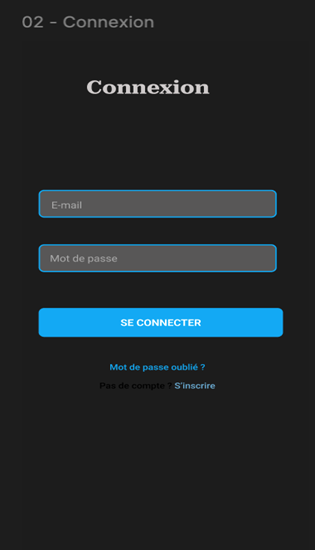 02 - Connexion
Connexion
E-mail
Mot de passe
SE CONNECTER
Mot de passe oublié ?
Pas de compte ? S'inscrire